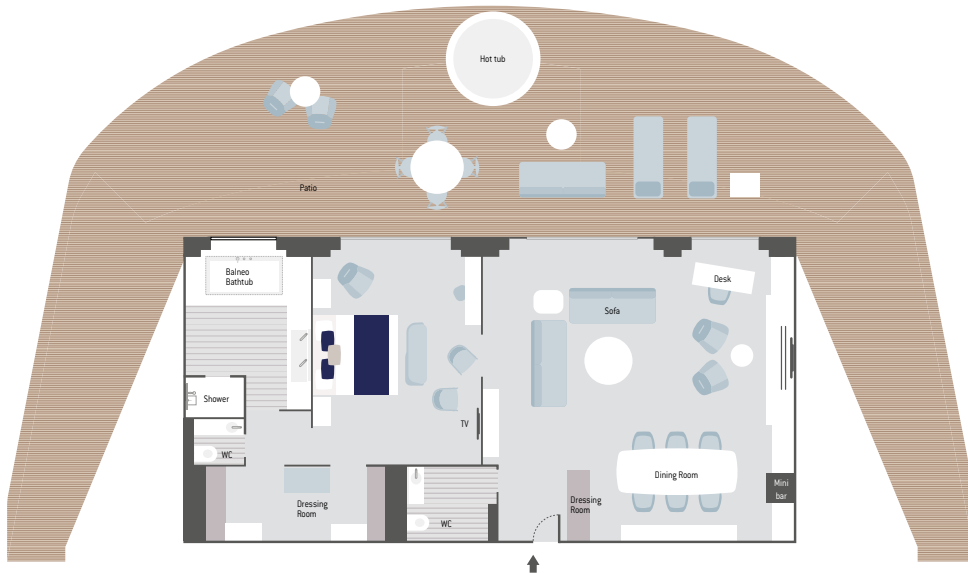 Hot tub
Patio
Balneo
Bathtub
Desk
Sofa
Shower
TV
WC
Dining Room
Mini
bar
Dressing
Room
Dressing
Room
WC